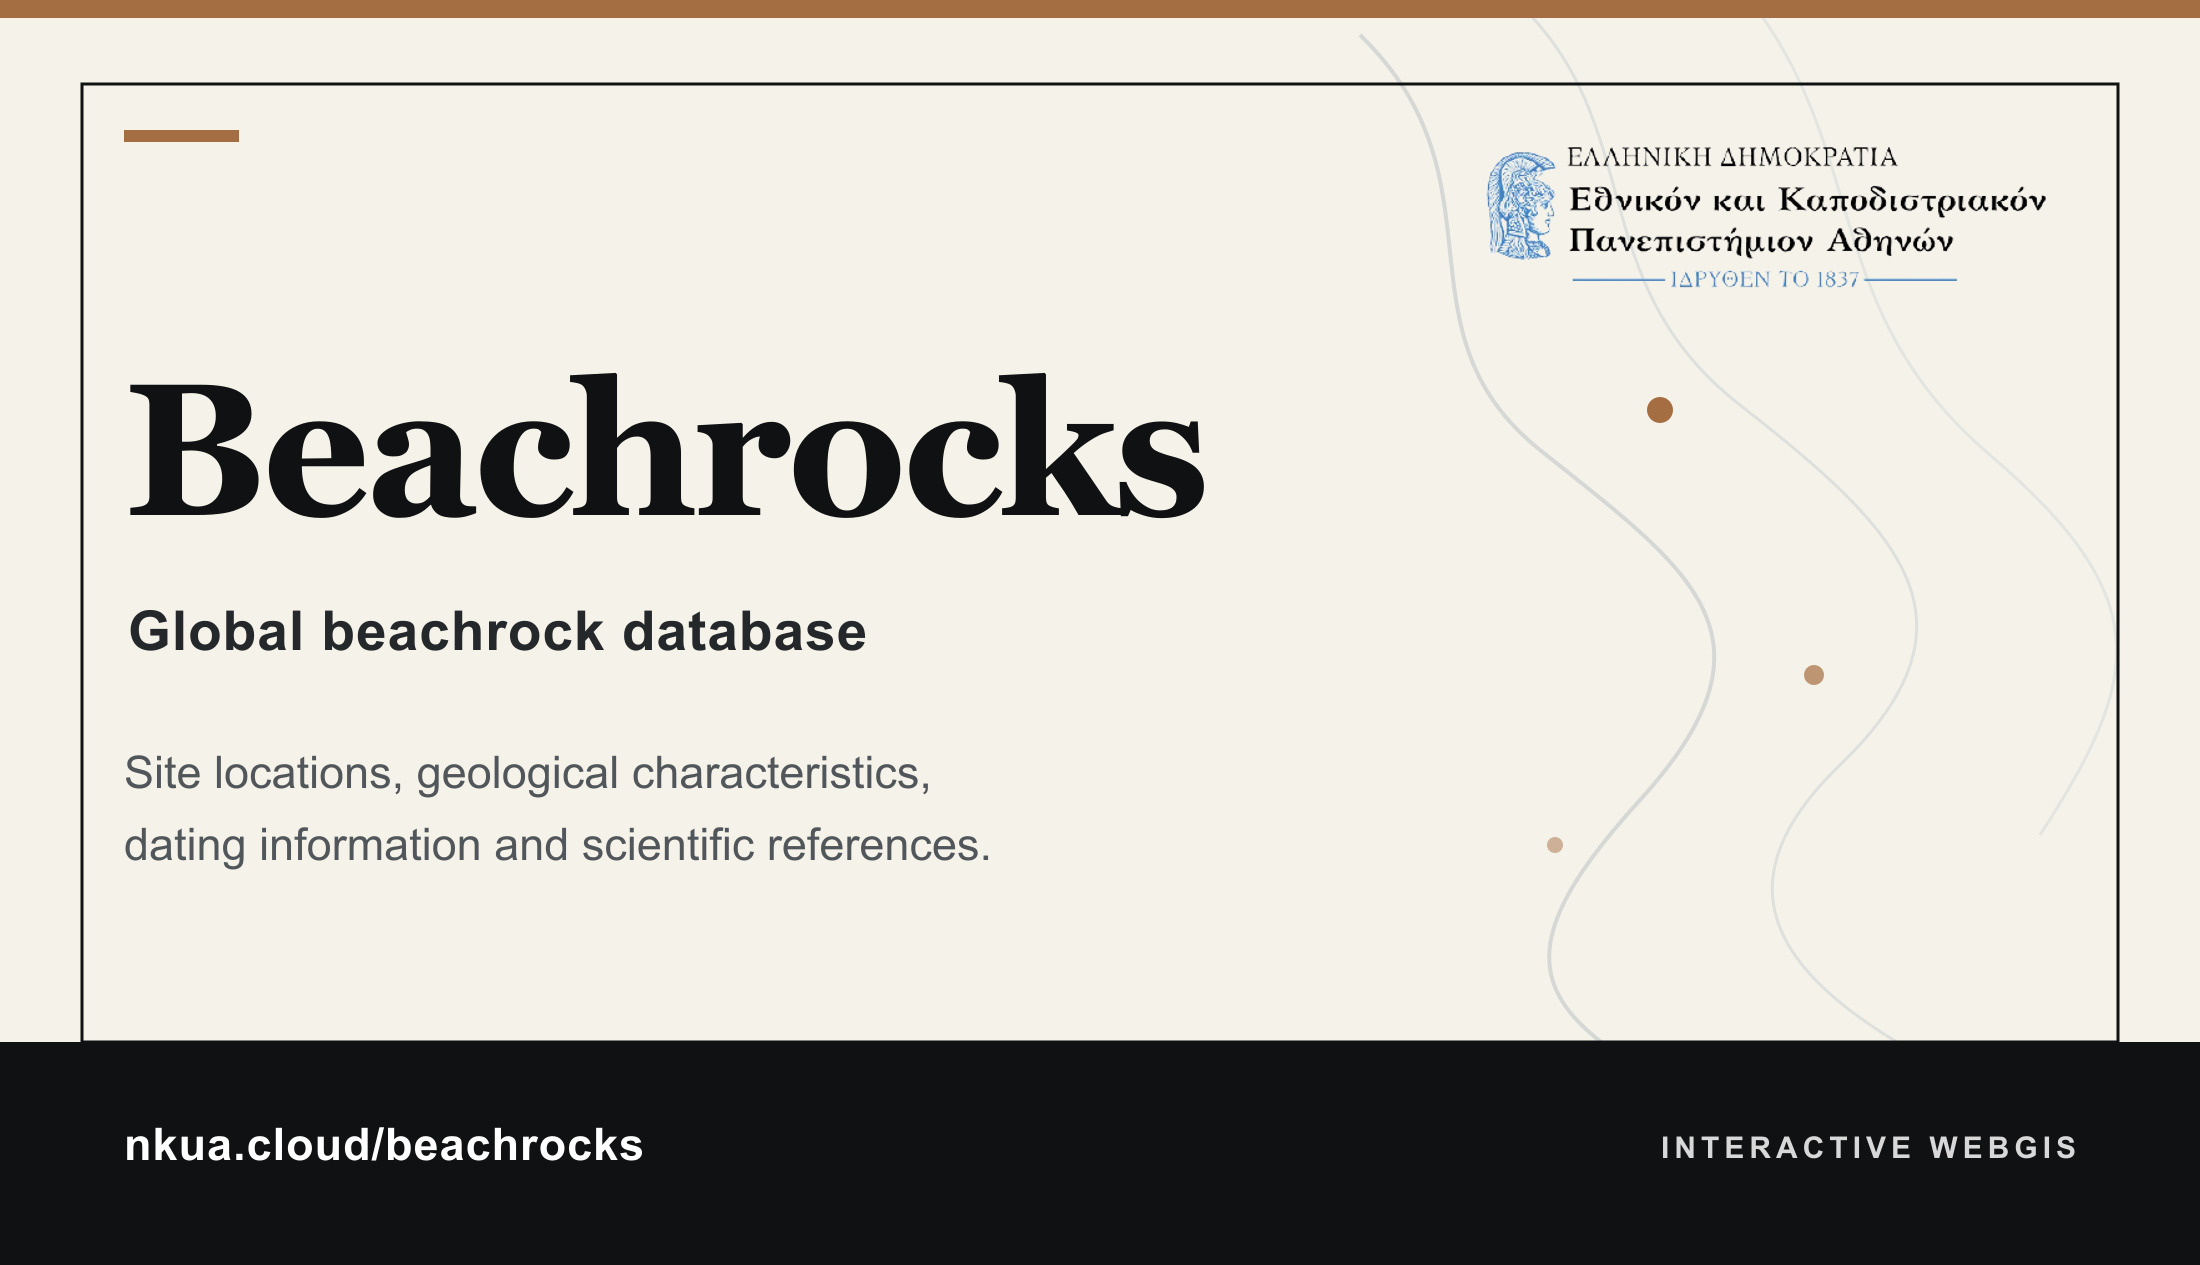 ΕΛΛΗΝΙΚΗ ΔΗΜΟΚΡΑΤΙΑ
Εθνικόν και Καποδιστριακόν
Πανεπιστήμιον Αθηνών
ΙΔΡΥΘΕΝ ΤΟ 1837
Beachrocks
Global beachrock database
Site locations, geological characteristics,
dating information and scientific references.
nkua.cloud/beachrocks
INTERACTIVE WEBGIS